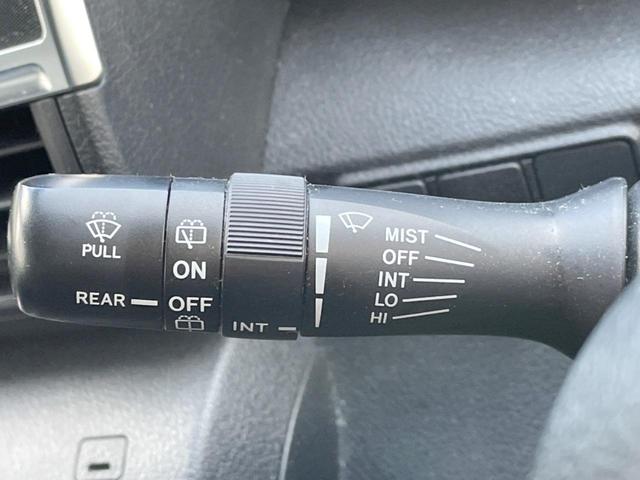 PULL
REAR
ON
OFF
INT
MIST
OFF
INT
LO
HI